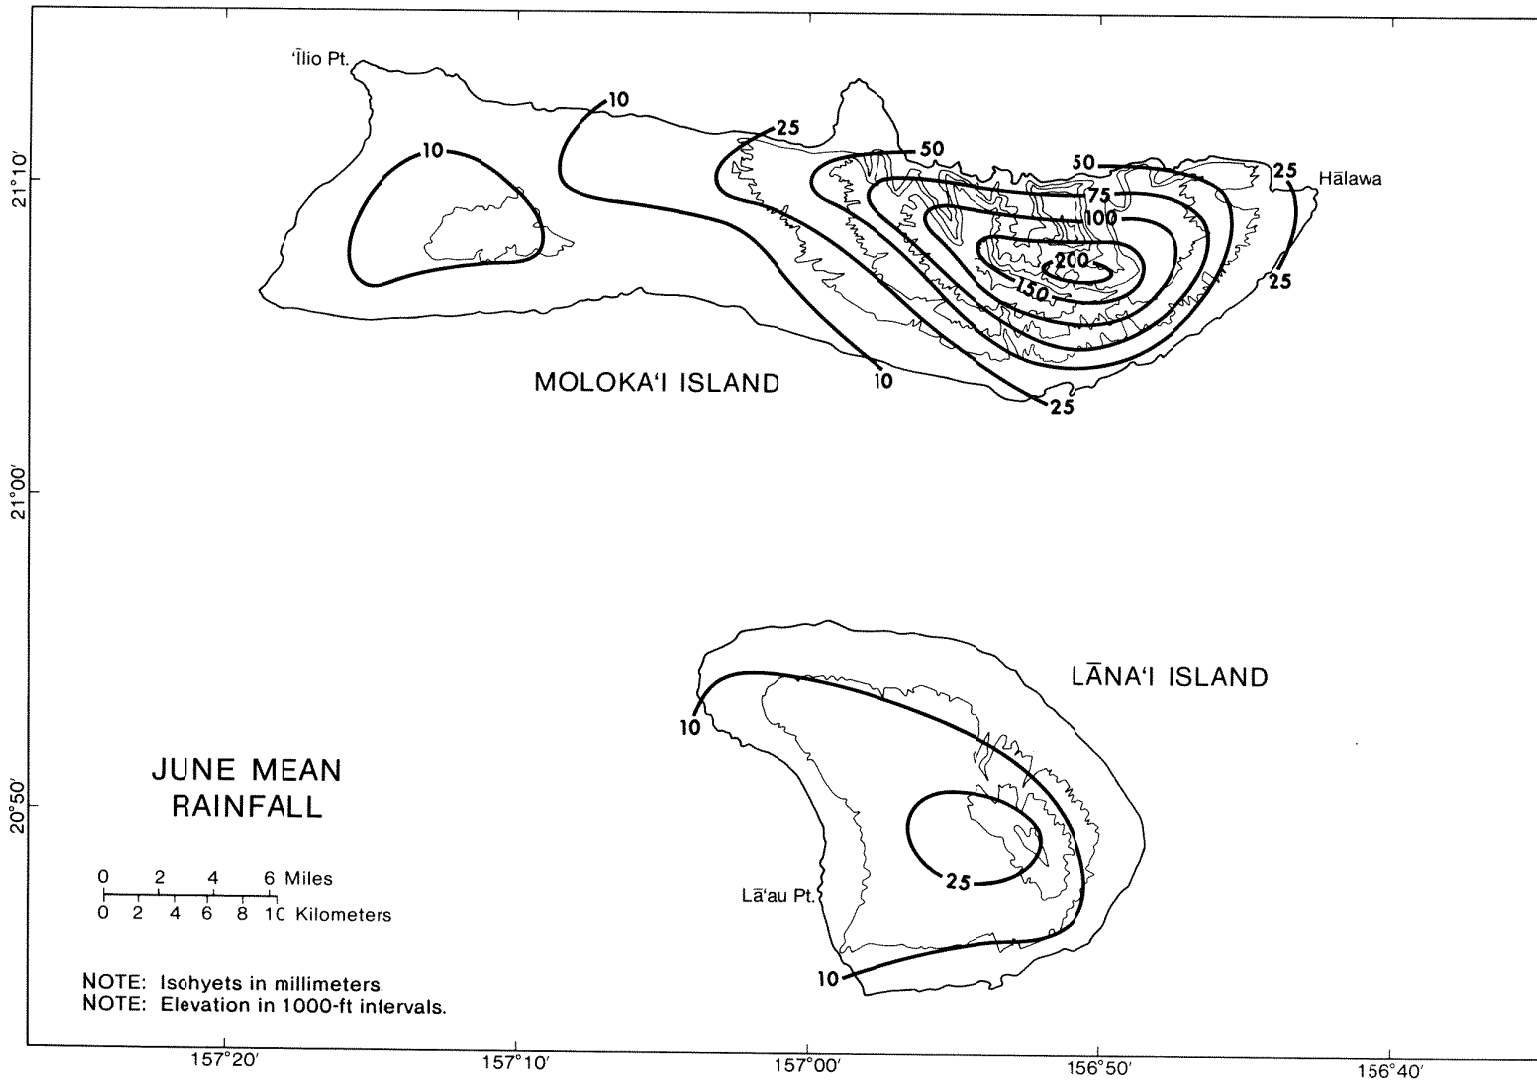 ʻĪlio Pt.
10
25
50
50
25
Hālawa
10
75
100
200
150
25
10
25
MOLOKAʻI ISLAND
21°10′
21°00′
20°50′
LĀNAʻI ISLAND
10
25
Lāʻau Pt.
10
JUNE MEAN
RAINFALL
0 2 4 6 Miles
0 2 4 6 8 10 Kilometers
NOTE: Isohyets in millimeters
NOTE: Elevation in 1000-ft intervals.
157°20′ 157°10′ 157°00′ 156°50′ 156°40′